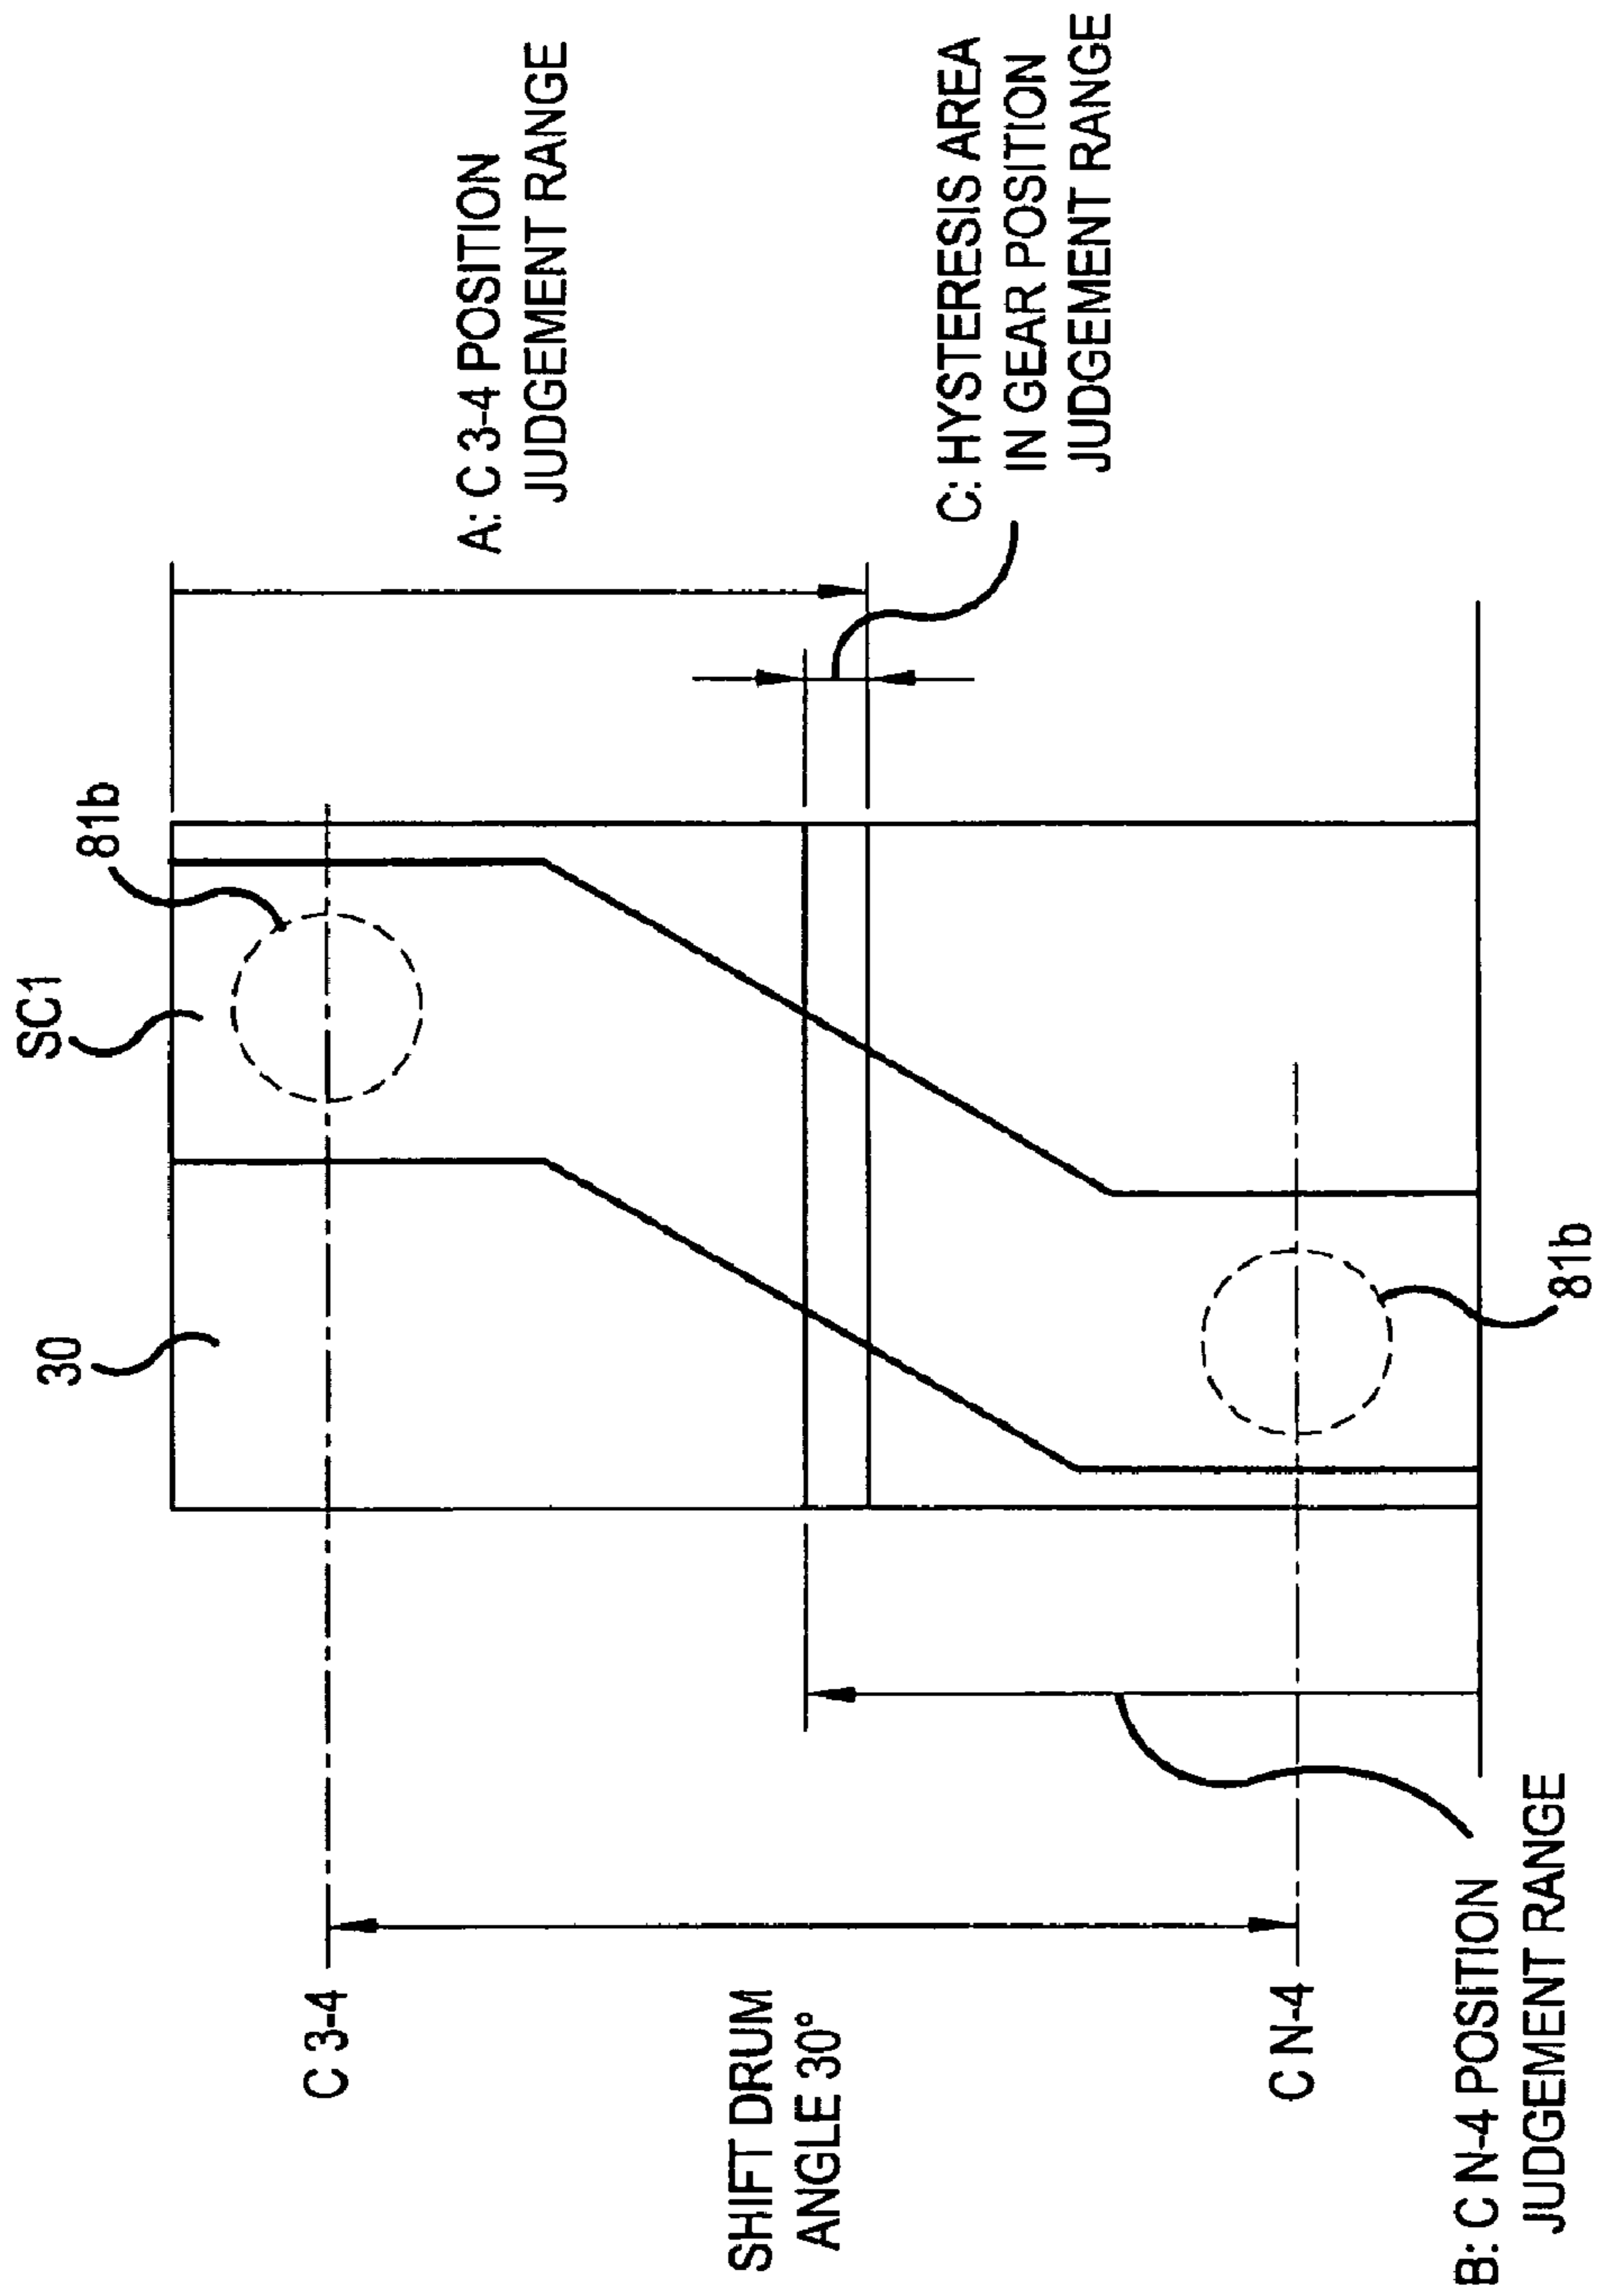 A: C 3-4 POSITION
JUDGEMENT RANGE
C: HYSTERESIS AREA
IN GEAR POSITION
JUDGEMENT RANGE
81b
SC1
30
81b
C 3-4
SHIFT DRUM
ANGLE 30°
C N-4
B: C N-4 POSITION
JUDGEMENT RANGE